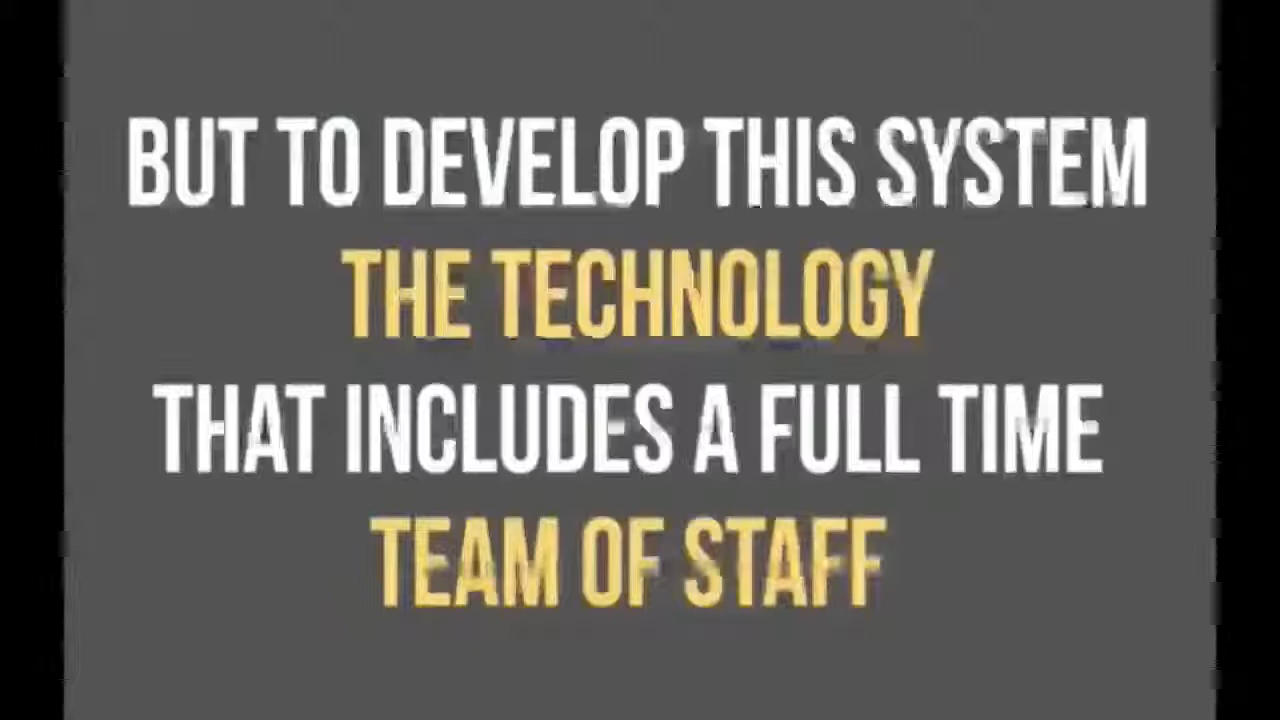 BUT TO DEVELOP THIS SYSTEM
THE TECHNOLOGY
THAT INCLUDES A FULL TIME
TEAM OF STAFF